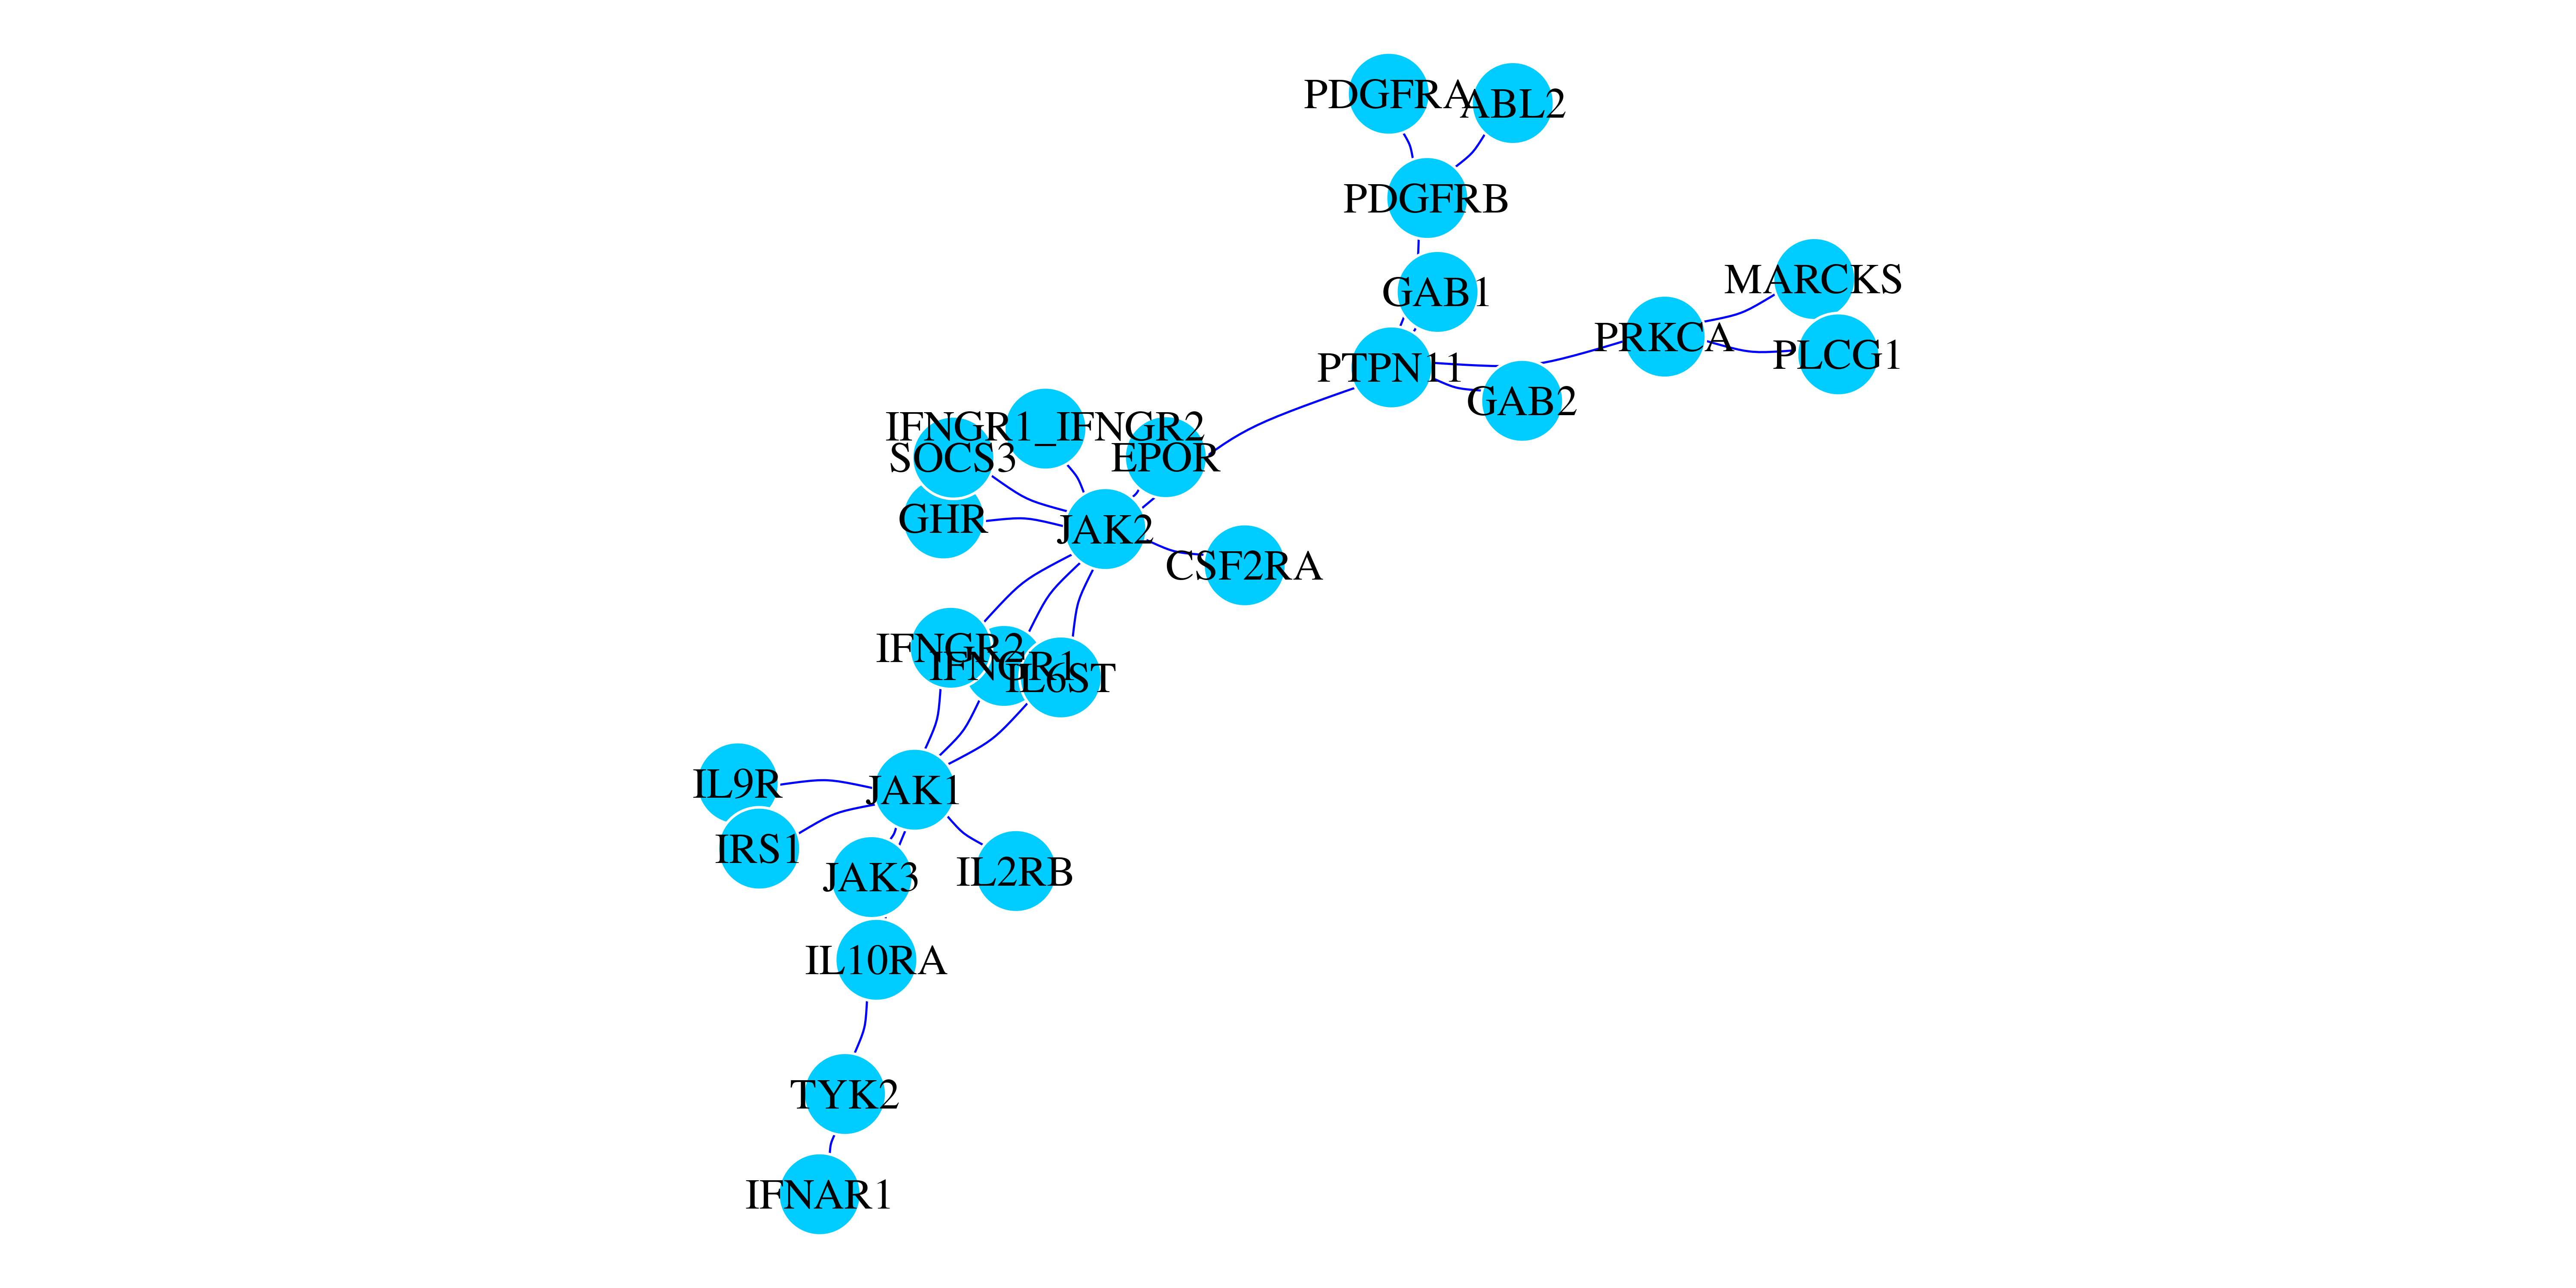 PDGFRA
ABL2
PDGFRB
GAB1
MARCKS
PRKCA
PLCG1
PTPN11
GAB2
IFNGR1_IFNGR2
SOCS3
EPOR
GHR
JAK2
CSF2RA
IFNGR2
IFNGR1
IL6ST
IL9R
JAK1
IRS1
JAK3
IL2RB
IL10RA
TYK2
IFNAR1